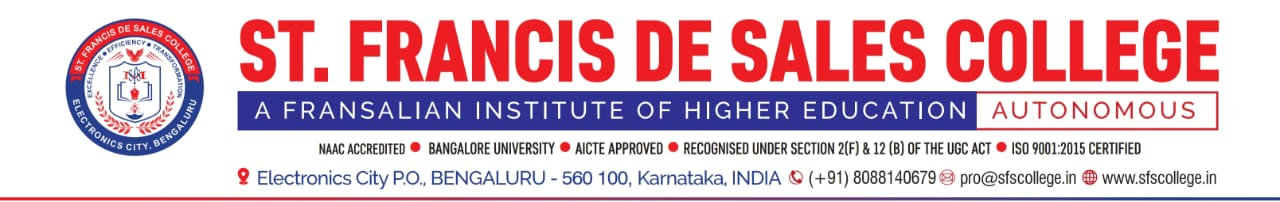 ST. FRANCIS DE SALES COLLEGE
EXCELLENCE • EFFICIENCY • TRANSFORMATION
ELECTRONICS CITY, BENGALURU
ST. FRANCIS DE SALES COLLEGE
A FRANSALIAN INSTITUTE OF HIGHER EDUCATION AUTONOMOUS
NAAC ACCREDITED ● BANGALORE UNIVERSITY ● AICTE APPROVED ● RECOGNISED UNDER SECTION 2(F) & 12 (B) OF THE UGC ACT ● ISO 9001:2015 CERTIFIED
Electronics City P.O., BENGALURU - 560 100, Karnataka, INDIA (+91) 8088140679 pro@sfscollege.in www.sfscollege.in